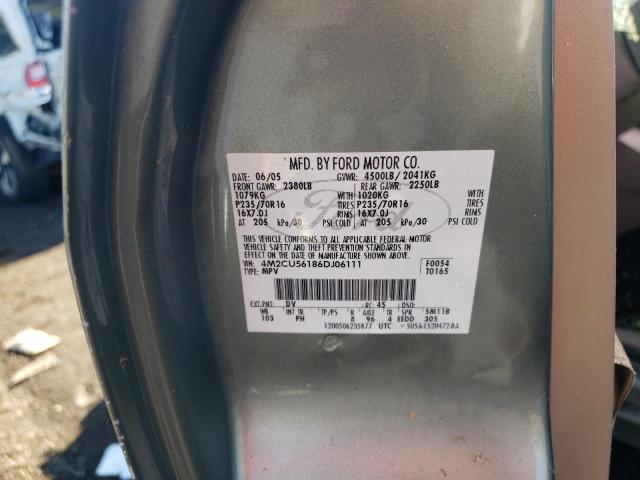 MFD. BY FORD MOTOR CO.
DATE: 06/05 GVWR: 4500LB/ 2041KG
FRONT GAWR: 2380LB REAR GAWR: 2250LB
1079KG WITH 1020KG WITH
P235/70R16 TIRES P235/70R16 TIRES
16X7.0J RIMS 16X7.0J RIMS
AT 205 kPa/30 PSI COLD AT 205 kPa/30 PSI COLD
Ford
THIS VEHICLE CONFORMS TO ALL APPLICABLE FEDERAL MOTOR
VEHICLE SAFETY AND THEFT PREVENTION STANDARDS IN
EFFECT ON THE DATE OF MANUFACTURE SHOWN ABOVE.
VIN: 4M2CU56186DJ06111 F0054
TYPE: MPV T0165
EXT PNT: DV RC: 45 DSO:
WB INT TR TP/PS R AXLE TR SPR 5M11B
103 PH 8 96 4 EEDD 305
1200506235877 UTC